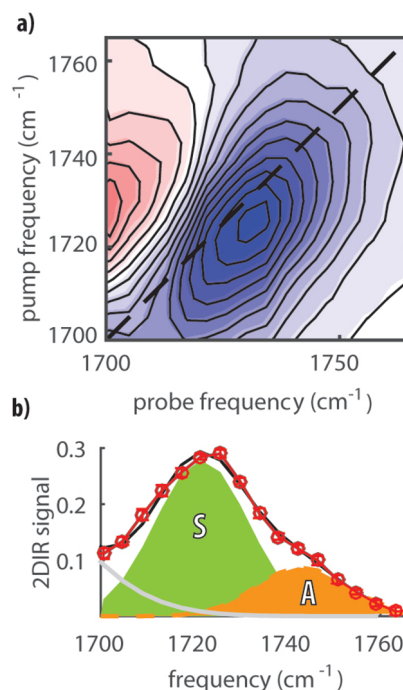 a)
1760
1740
1720
1700
pump frequency (cm⁻¹)
1700 1750
probe frequency (cm⁻¹)
b)
0.3
0.2
0.1
2DIR signal
S
A
1700 1720 1740 1760
frequency (cm⁻¹)